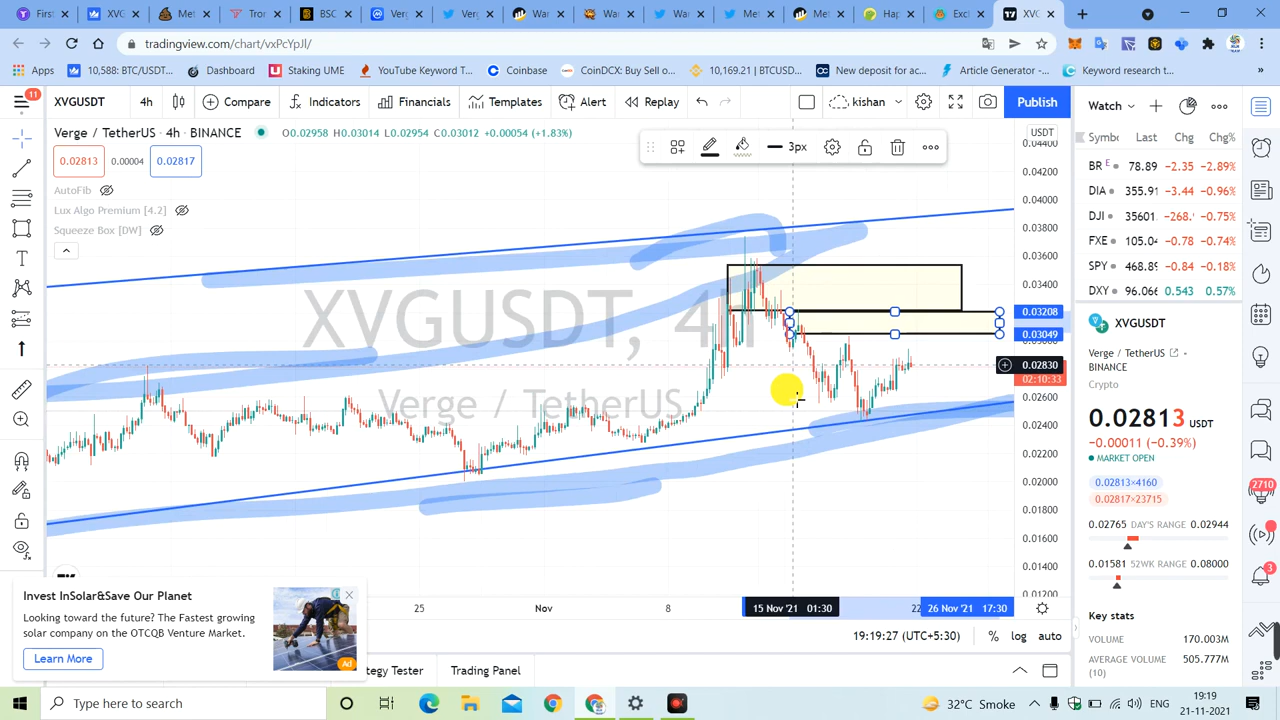 tradingview.com/chart/vxPcYpJl/
Apps 10,588: BTC/USDT... Dashboard Staking UME YouTube Keyword T... Coinbase CoinDCX: Buy Sell o... 10,169.21 | BTCUSD... New deposit for ac... Article Generator -... Keyword research t...
11
XVGUSDT 4h Compare Indicators Financials Templates Alert Replay kishan Publish
Verge / TetherUS · 4h · BINANCE O0.02958 H0.03014 L0.02954 C0.03012 +0.00054 (+1.83%)
0.02813 0.00004 0.02817
AutoFib
Lux Algo Premium [4.2]
Squeeze Box [DW]
3px
XVGUSDT, 4h
Verge / TetherUS
USDT
0.04200
0.04000
0.03800
0.03600
0.03400
0.03208
0.03049
0.02830
02:10:33
0.02600
0.02400
0.02200
0.02000
0.01800
0.01600
0.01400
0.01200
25 Nov 8 15 Nov '21 01:30 22 26 Nov '21 17:30
19:19:27 (UTC+5:30) % log auto
Invest InSolar&Save Our Planet
Looking toward the future? The Fastest growing
solar company on the OTCQB Venture Market.
Learn More
Ad
tegy Tester Trading Panel
Watch
Symbo Last Chg Chg%
BR E 78.89 −2.35 −2.89%
DIA 355.91 −3.44 −0.96%
DJI 35601. −268. −0.75%
FXE 105.04 −0.78 −0.74%
SPY 468.89 −0.84 −0.18%
DXY 96.066 0.543 0.57%
XVGUSDT
Verge / TetherUS
BINANCE
Crypto
0.02813 USDT
−0.00011 (−0.39%)
MARKET OPEN
0.02813×4160
0.02817×23715
0.02765 DAY'S RANGE 0.02944
0.01581 52WK RANGE 0.08000
Key stats
VOLUME 170.003M
AVERAGE VOLUME 505.777M
(10)
2710
3
Type here to search
32°C Smoke ENG 19:19
21-11-2021